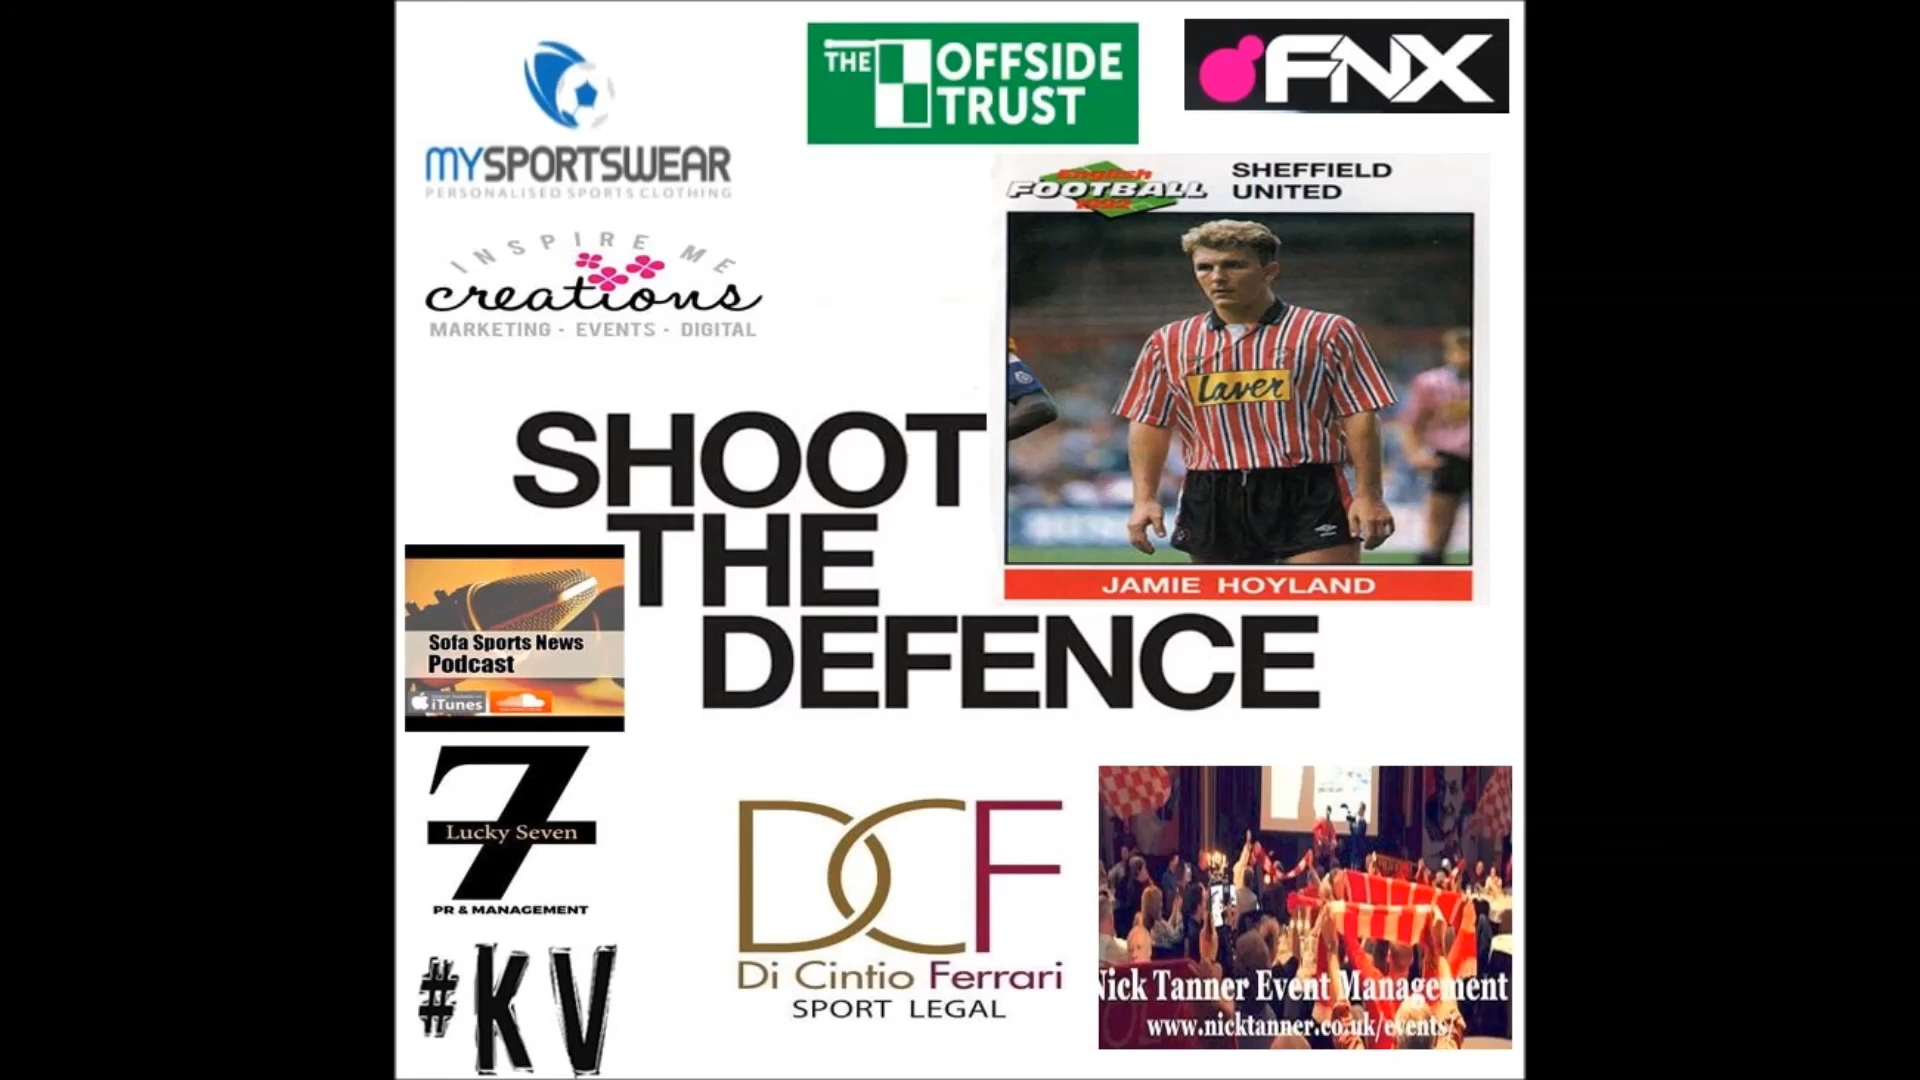 MYSPORTSWEAR
PERSONALISED SPORTS CLOTHING
THE OFFSIDE
TRUST
FNX
INSPIRE ME
creations
MARKETING - EVENTS - DIGITAL
English
FOOTBALL
1992
SHEFFIELD
UNITED
Laver
JAMIE HOYLAND
SHOOT
THE
DEFENCE
Sofa Sports News
Podcast
iTunes
7
Lucky Seven
PR & MANAGEMENT
#KV
DCF
Di Cintio Ferrari
SPORT LEGAL
Nick Tanner Event Management
www.nicktanner.co.uk/events/